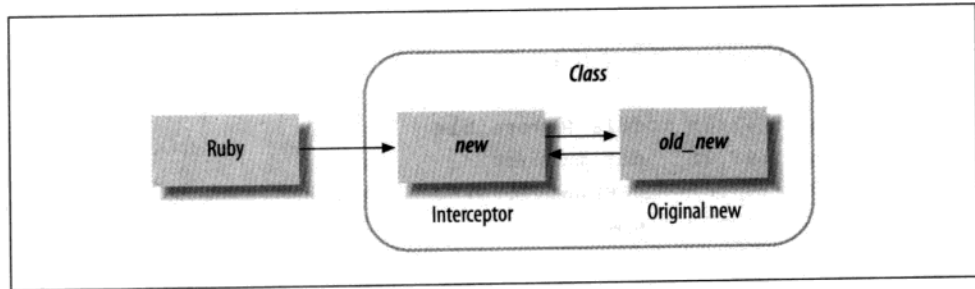 Class
Ruby
new
old_new
Interceptor
Original new